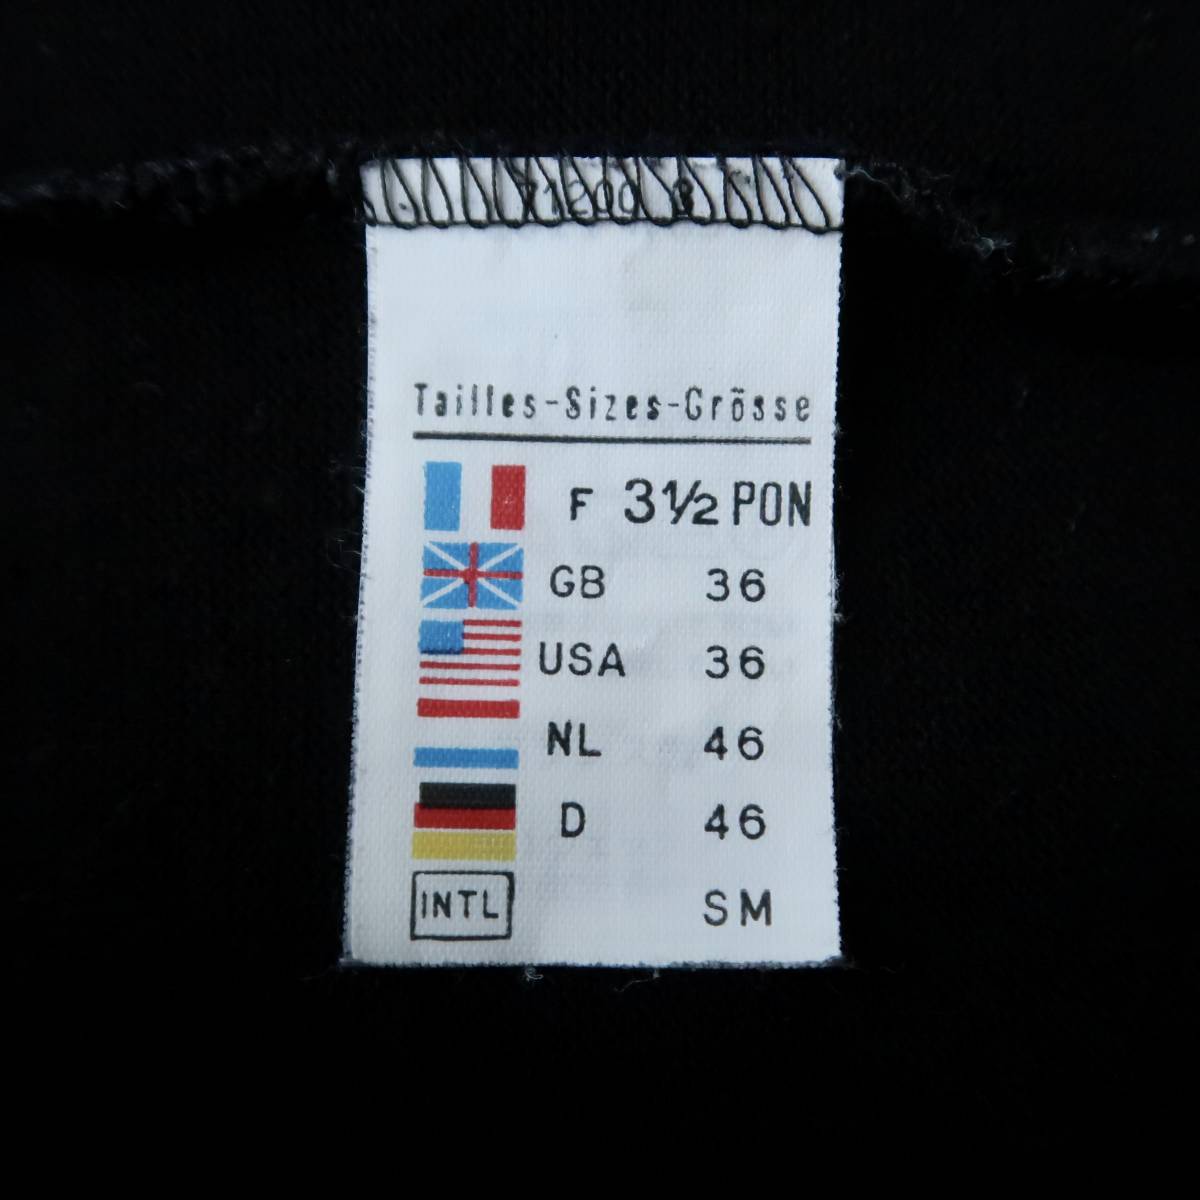 Tailles-Sizes-Grösse
F 3½ PON
GB 36
USA 36
NL 46
D 46
INTL SM